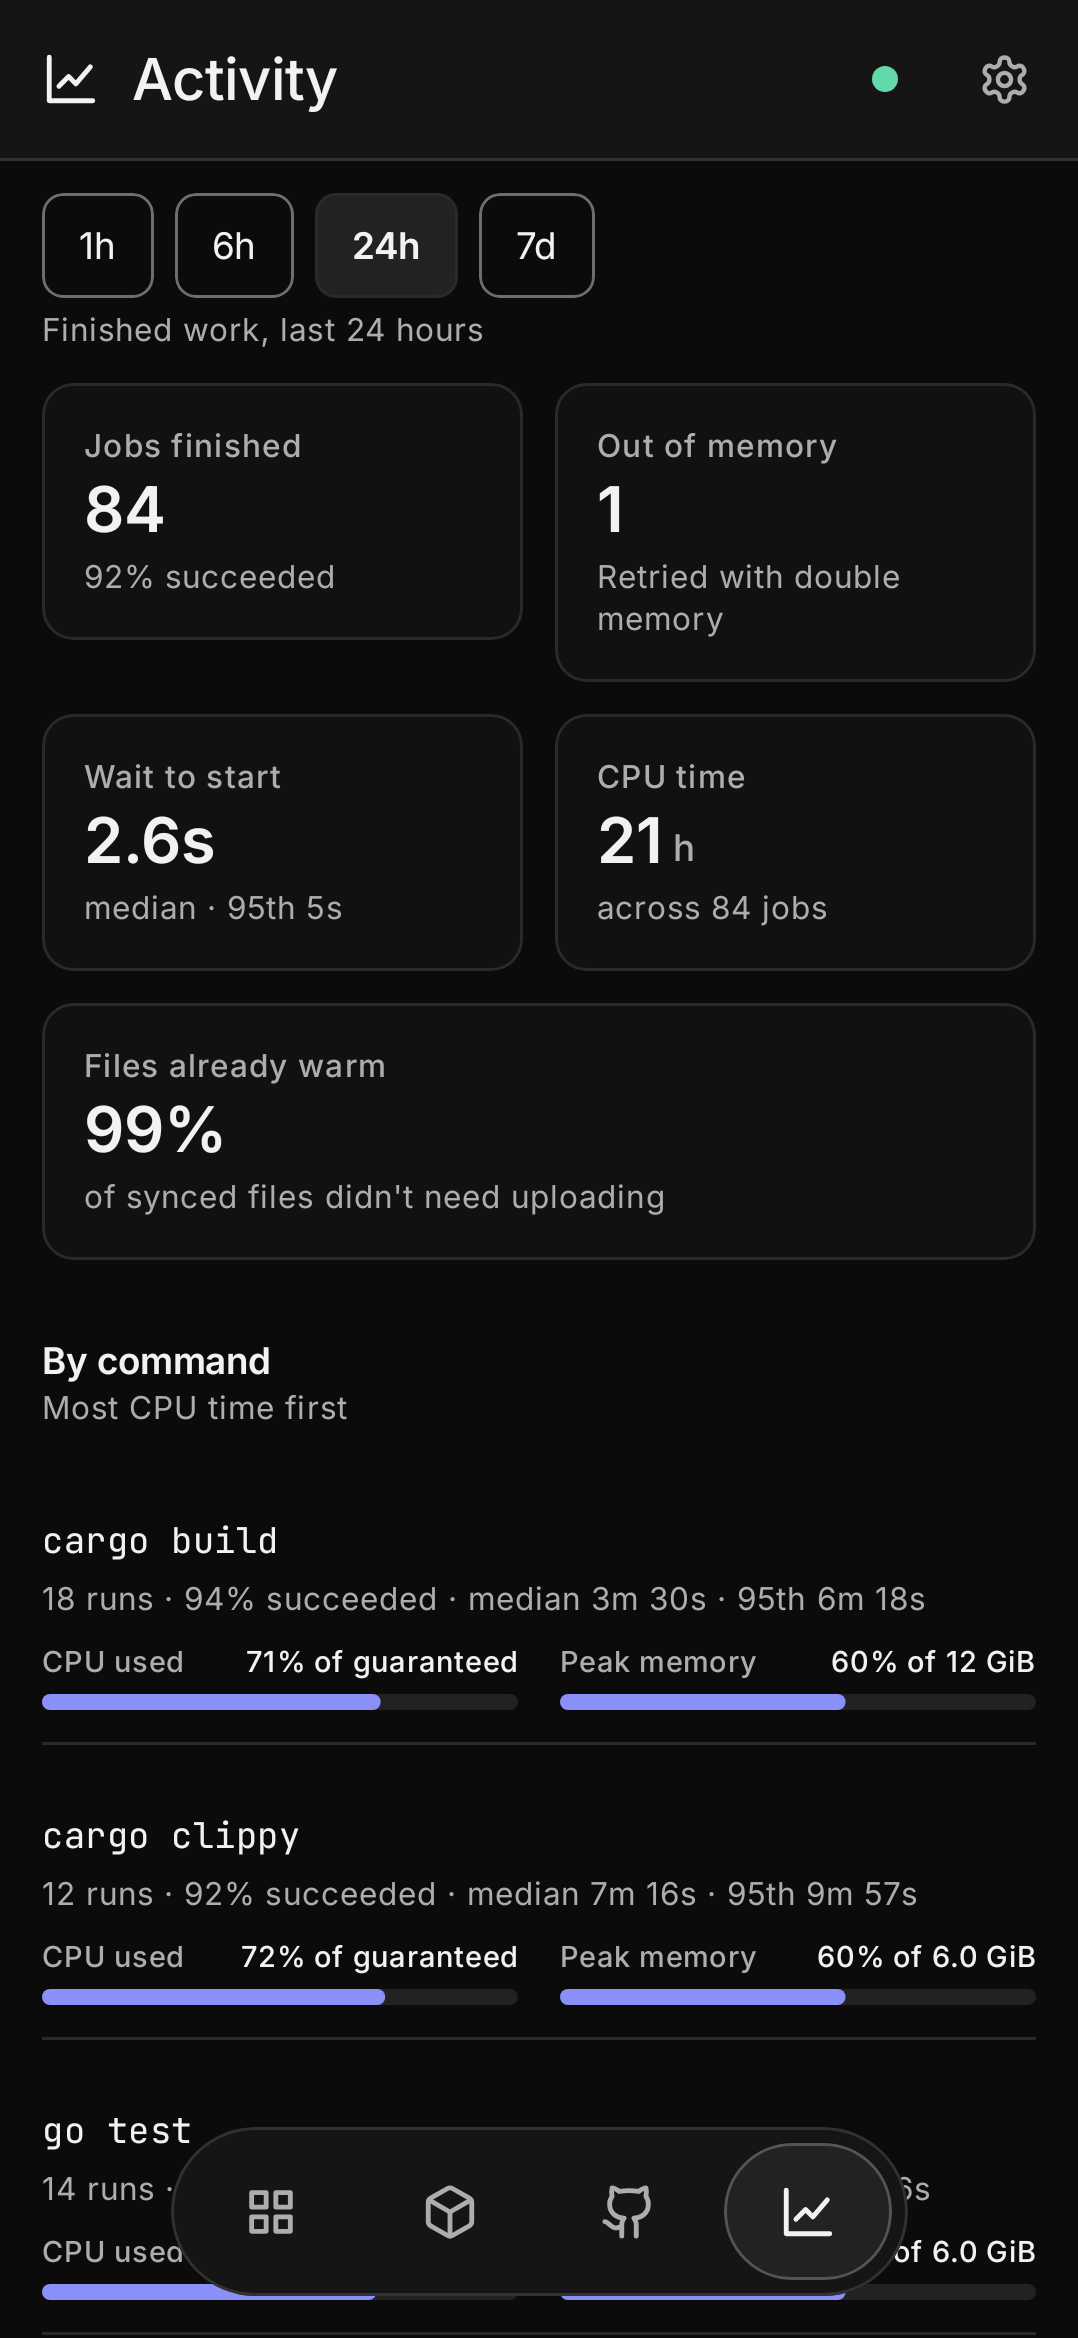 Activity
1h 6h 24h 7d
Finished work, last 24 hours
Jobs finished
84
92% succeeded
Out of memory
1
Retried with double
memory
Wait to start
2.6s
median · 95th 5s
CPU time
21 h
across 84 jobs
Files already warm
99%
of synced files didn't need uploading
By command
Most CPU time first
cargo build
18 runs · 94% succeeded · median 3m 30s · 95th 6m 18s
CPU used 71% of guaranteed Peak memory 60% of 12 GiB
cargo clippy
12 runs · 92% succeeded · median 7m 16s · 95th 9m 57s
CPU used 72% of guaranteed Peak memory 60% of 6.0 GiB
go test
14 runs ·
CPU used of 6.0 GiB